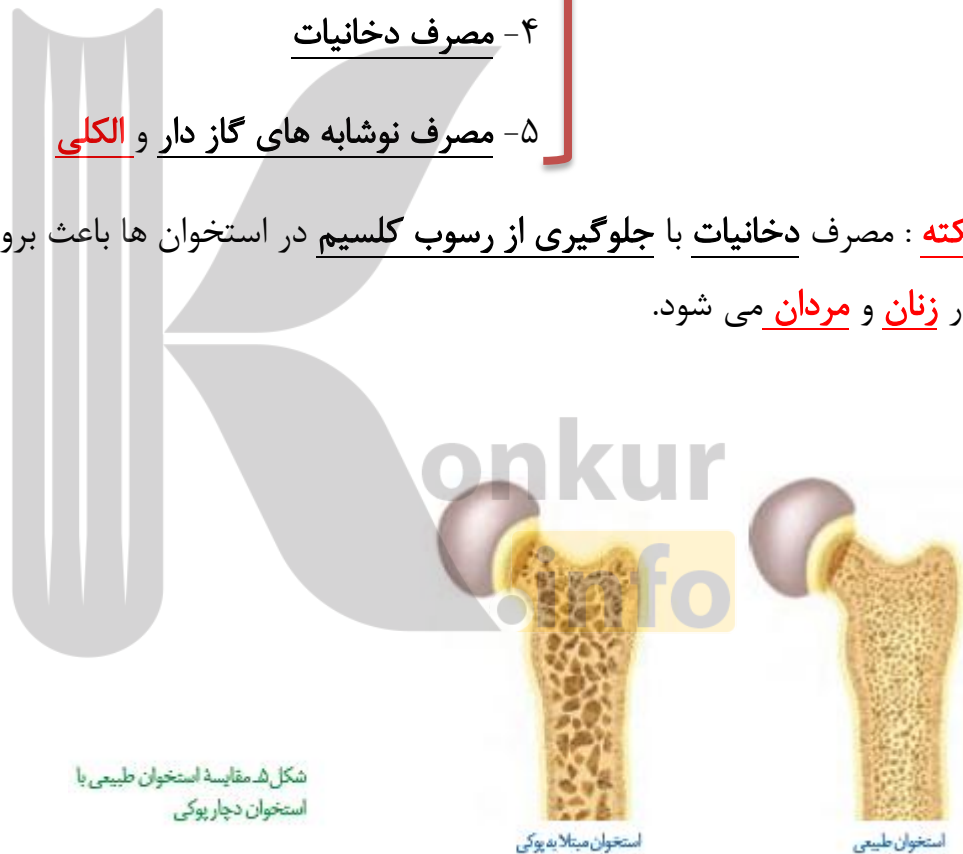 ۴- مصرف دخانیات
۵- مصرف نوشابه های گاز دار و الکلی
کته : مصرف دخانیات با جلوگیری از رسوب کلسیم در استخوان ها باعث برو
ر زنان و مردان می شود.
onkur
.info
شکل ۵ـ مقایسهٔ استخوان طبیعی با
استخوان دچار پوکی
استخوان طبیعی
استخوان مبتلا به پوکی